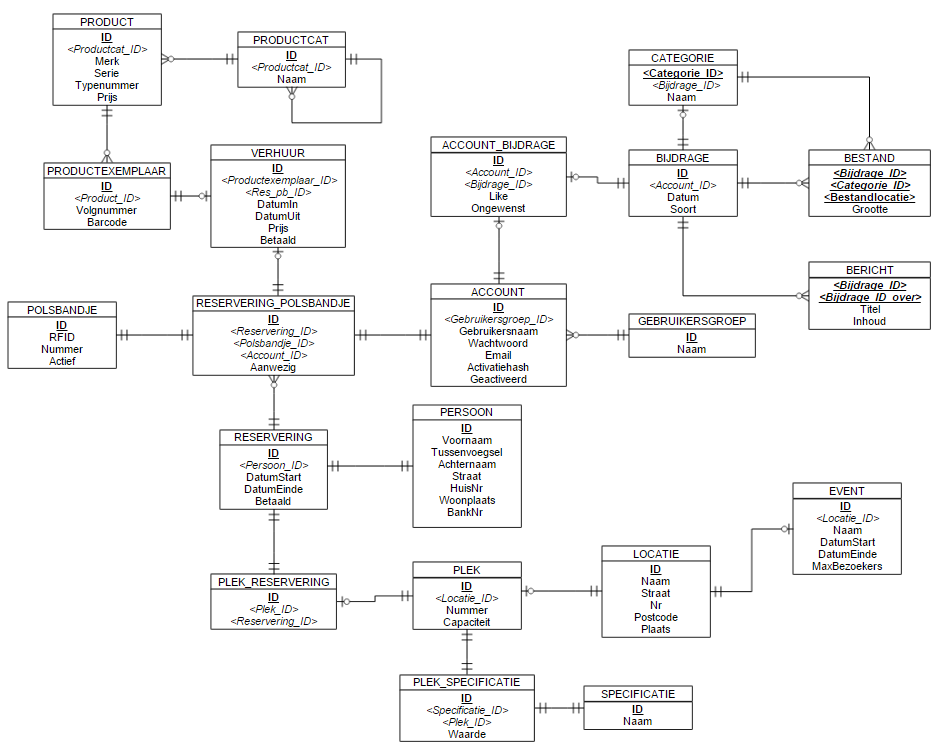 PRODUCT
ID
<Productcat_ID>
Merk
Serie
Typenummer
Prijs
PRODUCTCAT
ID
<Productcat_ID>
Naam
PRODUCTEXEMPLAAR
ID
<Product_ID>
Volgnummer
Barcode
VERHUUR
ID
<Productexemplaar_ID>
<Res_pb_ID>
DatumIn
DatumUit
Prijs
Betaald
ACCOUNT_BIJDRAGE
ID
<Account_ID>
<Bijdrage_ID>
Like
Ongewenst
CATEGORIE
<Categorie_ID>
<Bijdrage_ID>
Naam
BIJDRAGE
ID
<Account_ID>
Datum
Soort
BESTAND
<Bijdrage_ID>
<Categorie_ID>
<Bestandlocatie>
Grootte
BERICHT
<Bijdrage_ID>
<Bijdrage_ID_over>
Titel
Inhoud
POLSBANDJE
ID
RFID
Nummer
Actief
RESERVERING_POLSBANDJE
ID
<Reservering_ID>
<Polsbandje_ID>
<Account_ID>
Aanwezig
ACCOUNT
ID
<Gebruikersgroep_ID>
Gebruikersnaam
Wachtwoord
Email
Activatiehash
Geactiveerd
GEBRUIKERSGROEP
ID
Naam
RESERVERING
ID
<Persoon_ID>
DatumStart
DatumEinde
Betaald
PERSOON
ID
Voornaam
Tussenvoegsel
Achternaam
Straat
HuisNr
Woonplaats
BankNr
EVENT
ID
<Locatie_ID>
Naam
DatumStart
DatumEinde
MaxBezoekers
PLEK_RESERVERING
ID
<Plek_ID>
<Reservering_ID>
PLEK
ID
<Locatie_ID>
Nummer
Capaciteit
LOCATIE
ID
Naam
Straat
Nr
Postcode
Plaats
PLEK_SPECIFICATIE
ID
<Specificatie_ID>
<Plek_ID>
Waarde
SPECIFICATIE
ID
Naam